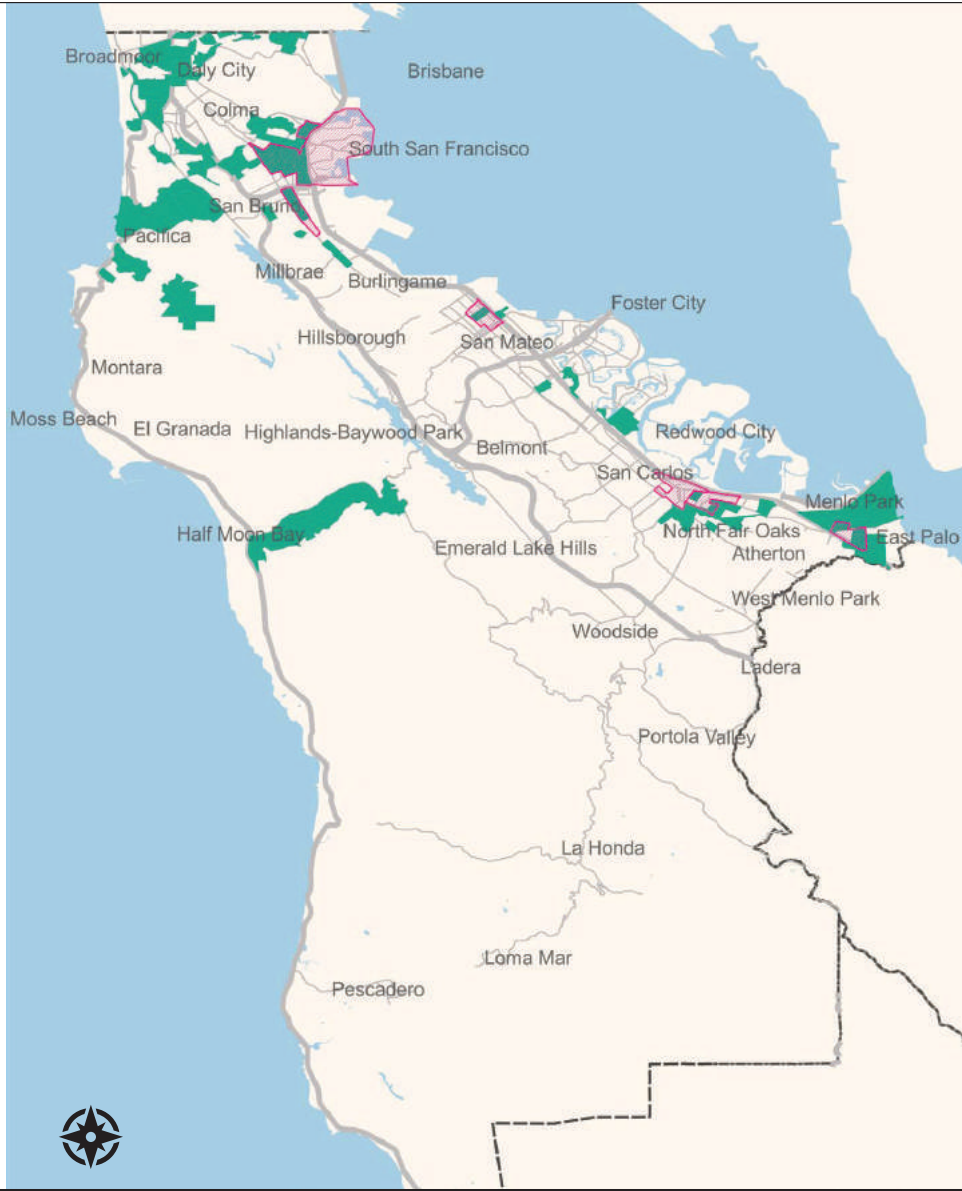 Broadmoor
Daly City
Brisbane
Colma
South San Francisco
San Bruno
Pacifica
Millbrae
Burlingame
Foster City
Hillsborough
San Mateo
Montara
Moss Beach
El Granada
Highlands-Baywood Park
Belmont
Redwood City
San Carlos
Menlo Park
Half Moon Bay
North Fair Oaks
East Palo
Emerald Lake Hills
Atherton
West Menlo Park
Woodside
Ladera
Portola Valley
La Honda
Loma Mar
Pescadero